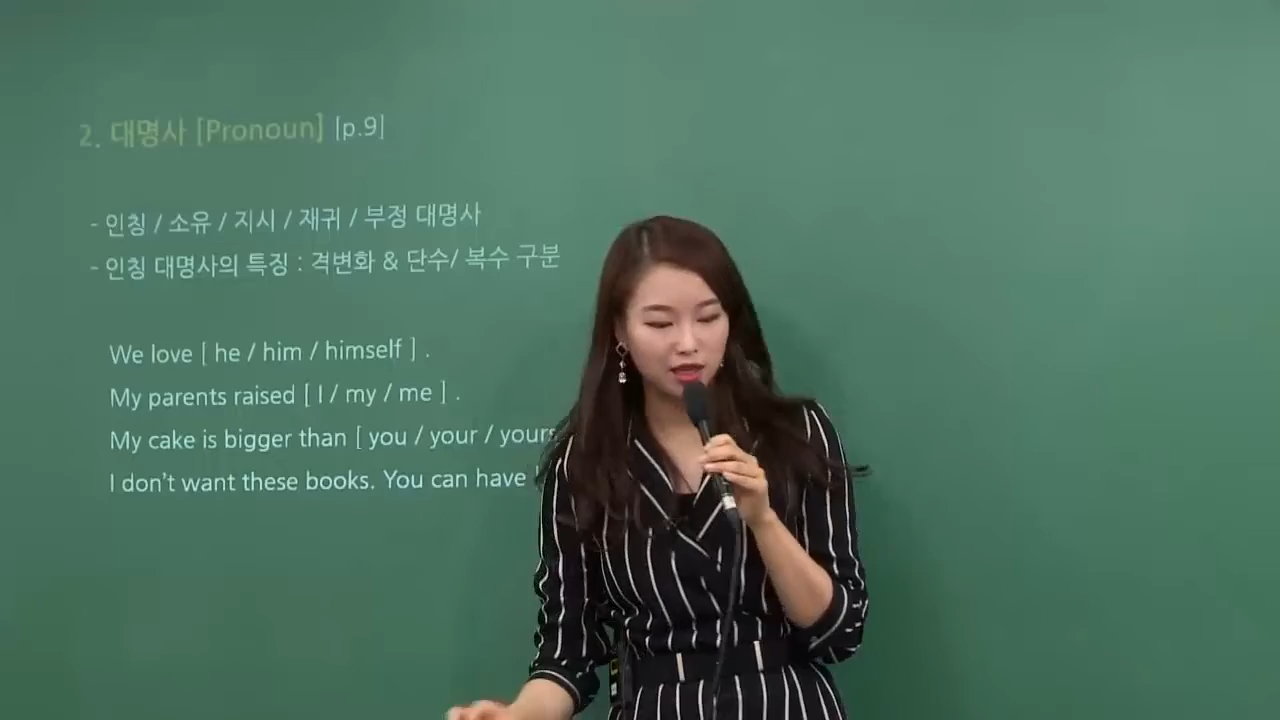 2. 대명사 [Pronoun] [p.9]
- 인칭 / 소유 / 지시 / 재귀 / 부정 대명사
- 인칭 대명사의 특징 : 격변화 & 단수/ 복수 구분
We love [ he / him / himself ] .
My parents raised [ I / my / me ] .
My cake is bigger than [ you / your / yours
I don't want these books. You can have